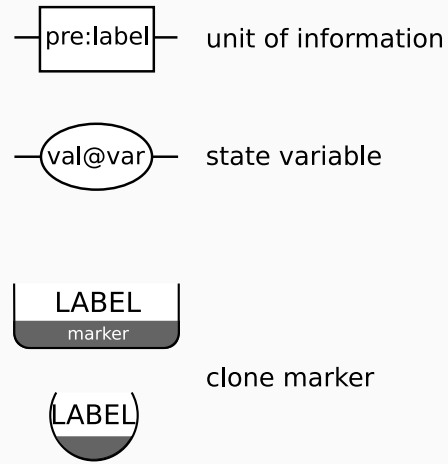 pre:label unit of information
val@var state variable
LABEL
marker
clone marker
LABEL